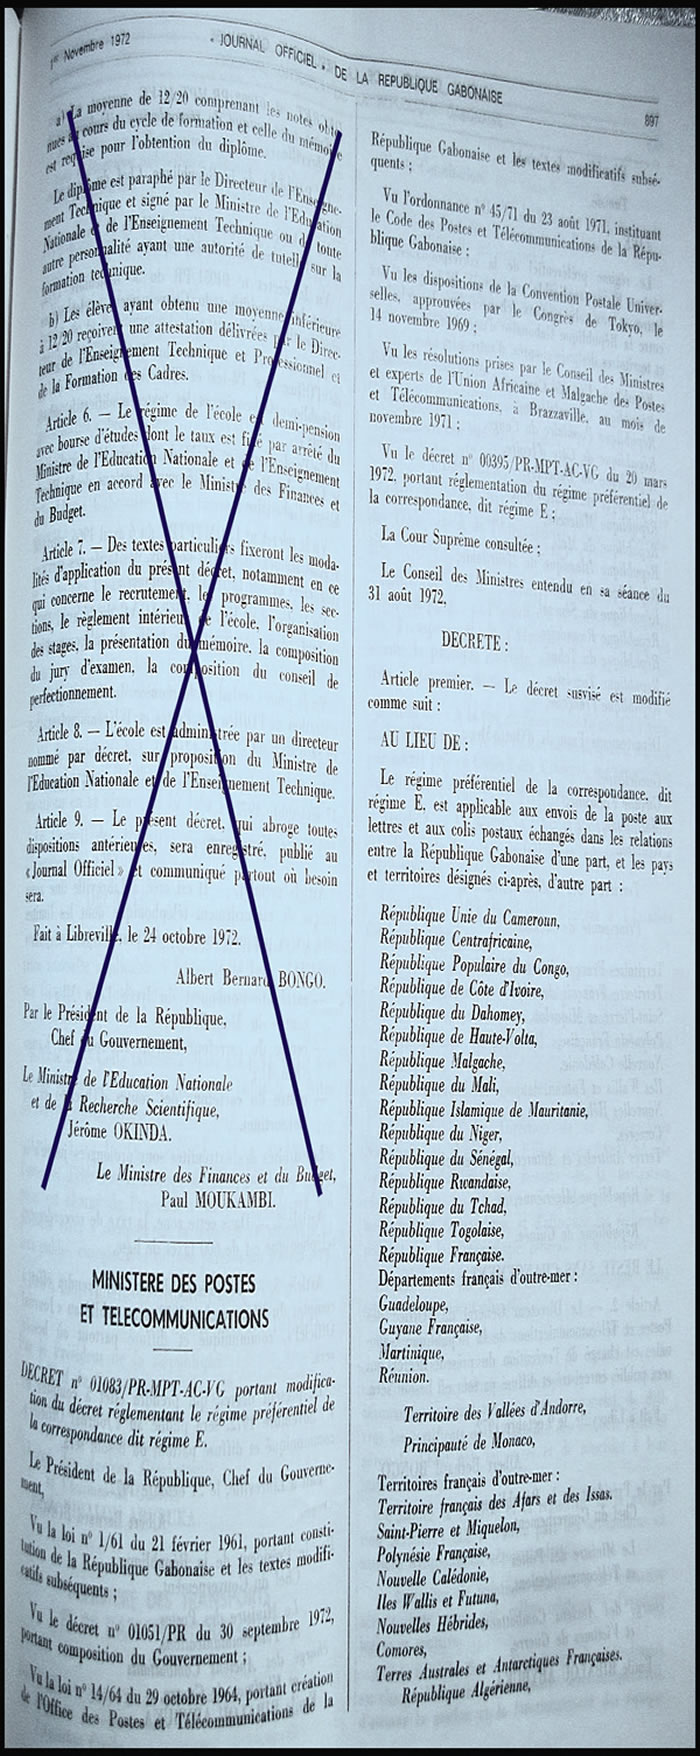 1er Novembre 1972
« JOURNAL OFFICIEL » DE LA REPUBLIQUE GABONAISE
897
a) La moyenne de 12/20 comprenant les notes obte-
nues au cours du cycle de formation et celle du mémoire
est requise pour l'obtention du diplôme.
Le diplôme est paraphé par le Directeur de l'Enseigne-
ment Technique et signé par le Ministre de l'Education
Nationale et de l'Enseignement Technique ou de toute
autre personnalité ayant une autorité de tutelle sur la
formation technique.
b) Les élèves ayant obtenu une moyenne inférieure
à 12/20 reçoivent une attestation délivrées par le Direc-
teur de l'Enseignement Technique et Professionnel et
de la Formation des Cadres.
Article 6. — Le régime de l'école est demi-pension
avec bourse d'études dont le taux est fixé par arrêté du
Ministre de l'Education Nationale et de l'Enseignement
Technique en accord avec le Ministre des Finances et
du Budget.
Article 7. — Des textes particuliers fixeront les moda-
lités d'application du présent décret, notamment en ce
qui concerne le recrutement, les programmes, les sec-
tions, le règlement intérieur de l'école, l'organisation
des stages, la présentation du mémoire, la composition
du jury d'examen, la composition du conseil de
perfectionnement.
Article 8. — L'école est administrée par un directeur
nommé par décret, sur proposition du Ministre de
l'Education Nationale et de l'Enseignement Technique.
Article 9. — Le présent décret, qui abroge toutes
dispositions antérieures, sera enregistré, publié au
«Journal Officiel» et communiqué partout où besoin
sera.
Fait à Libreville, le 24 octobre 1972.
Albert Bernard BONGO.
Par le Président de la République,
Chef du Gouvernement,
Le Ministre de l'Education Nationale
et de la Recherche Scientifique,
Jérôme OKINDA.
Le Ministre des Finances et du Budget,
Paul MOUKAMBI.
MINISTERE DES POSTES
ET TELECOMMUNICATIONS
DECRET n° 01083/PR-MPT-AC-VG portant modifica-
tion du décret réglementant le régime préférentiel de
la correspondance dit régime E.
Le Président de la République, Chef du Gouverne-
ment,
Vu la loi n° 1/61 du 21 février 1961, portant consti-
tution de la République Gabonaise et les textes modifi-
catifs subséquents ;
Vu le décret n° 01051/PR du 30 septembre 1972,
portant composition du Gouvernement ;
Vu la loi n° 14/64 du 29 octobre 1964, portant création
de l'Office des Postes et Télécommunications de la
République Gabonaise et les textes modificatifs subsé-
quents ;
Vu l'ordonnance n° 45/71 du 23 août 1971, instituant
le Code des Postes et Télécommunications de la Répu-
blique Gabonaise ;
Vu les dispositions de la Convention Postale Univer-
selles, approuvées par le Congrès de Tokyo, le
14 novembre 1969 ;
Vu les résolutions prises par le Conseil des Ministres
et experts de l'Union Africaine et Malgache des Postes
et Télécommunications, à Brazzaville, au mois de
novembre 1971 ;
Vu le décret n° 00395/PR-MPT-AC-VG du 20 mars
1972, portant réglementation du régime préférentiel de
la correspondance, dit régime E ;
La Cour Suprême consultée ;
Le Conseil des Ministres entendu en sa séance du
31 août 1972,
DECRETE :
Article premier. — Le décret susvisé est modifié
comme suit :
AU LIEU DE :
Le régime préférentiel de la correspondance, dit
régime E, est applicable aux envois de la poste aux
lettres et aux colis postaux échangés dans les relations
entre la République Gabonaise d'une part, et les pays
et territoires désignés ci-après, d'autre part :
République Unie du Cameroun,
République Centrafricaine,
République Populaire du Congo,
République de Côte d'Ivoire,
République du Dahomey,
République de Haute-Volta,
République Malgache,
République du Mali,
République Islamique de Mauritanie,
République du Niger,
République du Sénégal,
République Rwandaise,
République du Tchad,
République Togolaise,
République Française.
Départements français d'outre-mer :
Guadeloupe,
Guyane Française,
Martinique,
Réunion.
Territoire des Vallées d'Andorre,
Principauté de Monaco,
Territoires français d'outre-mer :
Territoire français des Afars et des Issas.
Saint-Pierre et Miquelon,
Polynésie Française,
Nouvelle Calédonie,
Iles Wallis et Futuna,
Nouvelles Hébrides,
Comores,
Terres Australes et Antarctiques Françaises.
République Algérienne,